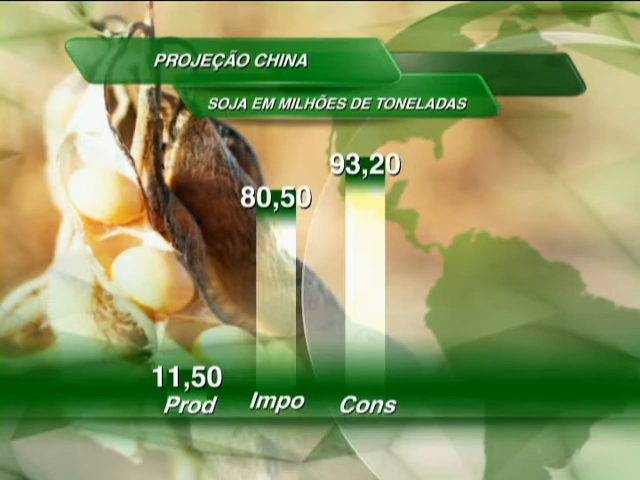 PROJEÇÃO CHINA
SOJA EM MILHÕES DE TONELADAS
93,20
80,50
11,50
Prod Impo Cons